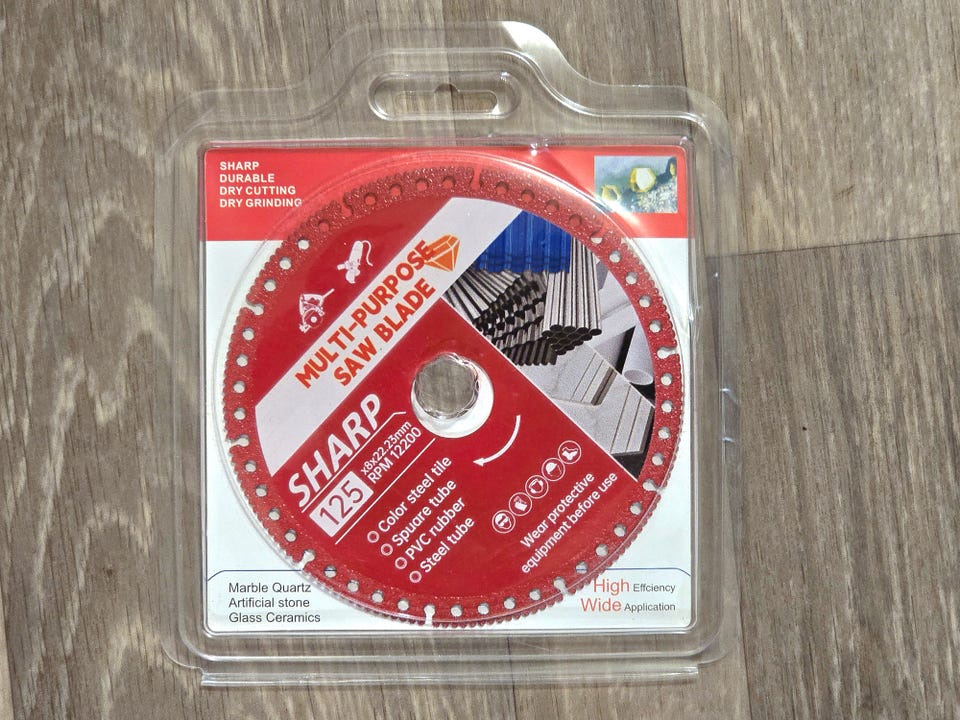 SHARP
DURABLE
DRY CUTTING
DRY GRINDING
MULTI-PURPOSE
SAW BLADE
SHARP
125 x8x22.23mm
RPM 12200
Color steel tile
Spuare tube
PVC rubber
Steel tube
Wear protective
equipment before use
Marble Quartz
Artificial stone
Glass Ceramics
High Effciency
Wide Application